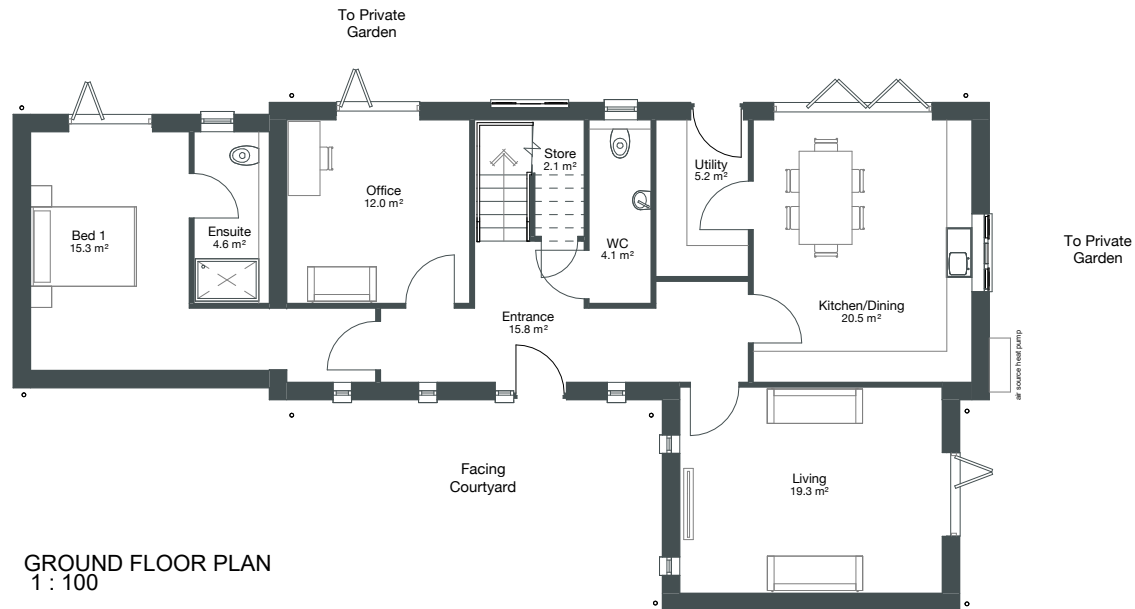 To Private
Garden
Store
2.1 m²
Utility
5.2 m²
Office
12.0 m²
Bed 1
15.3 m²
Ensuite
4.6 m²
WC
4.1 m²
To Private
Garden
Kitchen/Dining
20.5 m²
Entrance
15.8 m²
air source heat pump
Facing
Courtyard
Living
19.3 m²
GROUND FLOOR PLAN
1 : 100